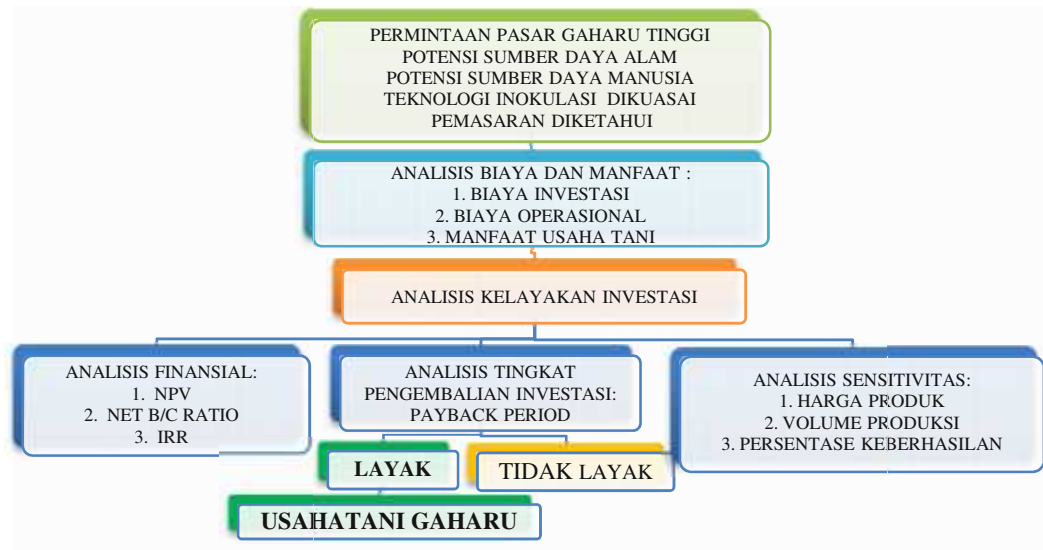 PERMINTAAN PASAR GAHARU TINGGI
POTENSI SUMBER DAYA ALAM
POTENSI SUMBER DAYA MANUSIA
TEKNOLOGI INOKULASI DIKUASAI
PEMASARAN DIKETAHUI
ANALISIS BIAYA DAN MANFAAT :
1. BIAYA INVESTASI
2. BIAYA OPERASIONAL
3. MANFAAT USAHA TANI
ANALISIS KELAYAKAN INVESTASI
ANALISIS FINANSIAL:
1. NPV
2. NET B/C RATIO
3. IRR
ANALISIS TINGKAT
PENGEMBALIAN INVESTASI:
PAYBACK PERIOD
ANALISIS SENSITIVITAS:
1. HARGA PRODUK
2. VOLUME PRODUKSI
3. PERSENTASE KEBERHASILAN
LAYAK
TIDAK LAYAK
USAHATANI GAHARU